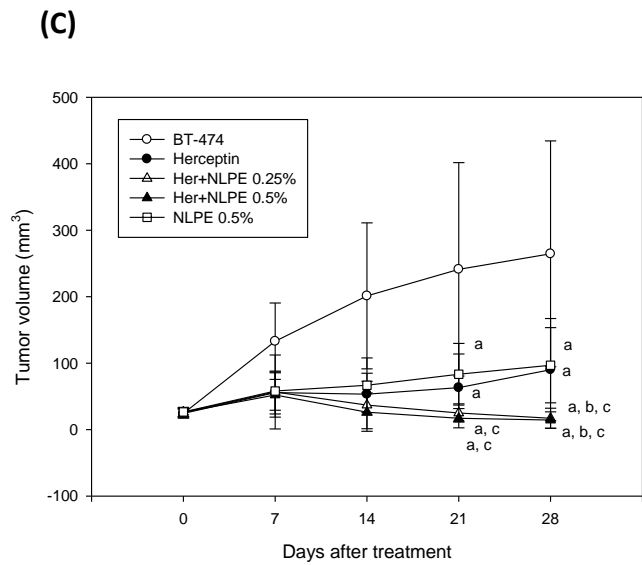 (C)
500
400
300
200
100
0
-100
Tumor volume (mm³)
BT-474
Herceptin
Her+NLPE 0.25%
Her+NLPE 0.5%
NLPE 0.5%
a
a
a
a
a, b, c
a, c
a, b, c
a, c
0 7 14 21 28
Days after treatment